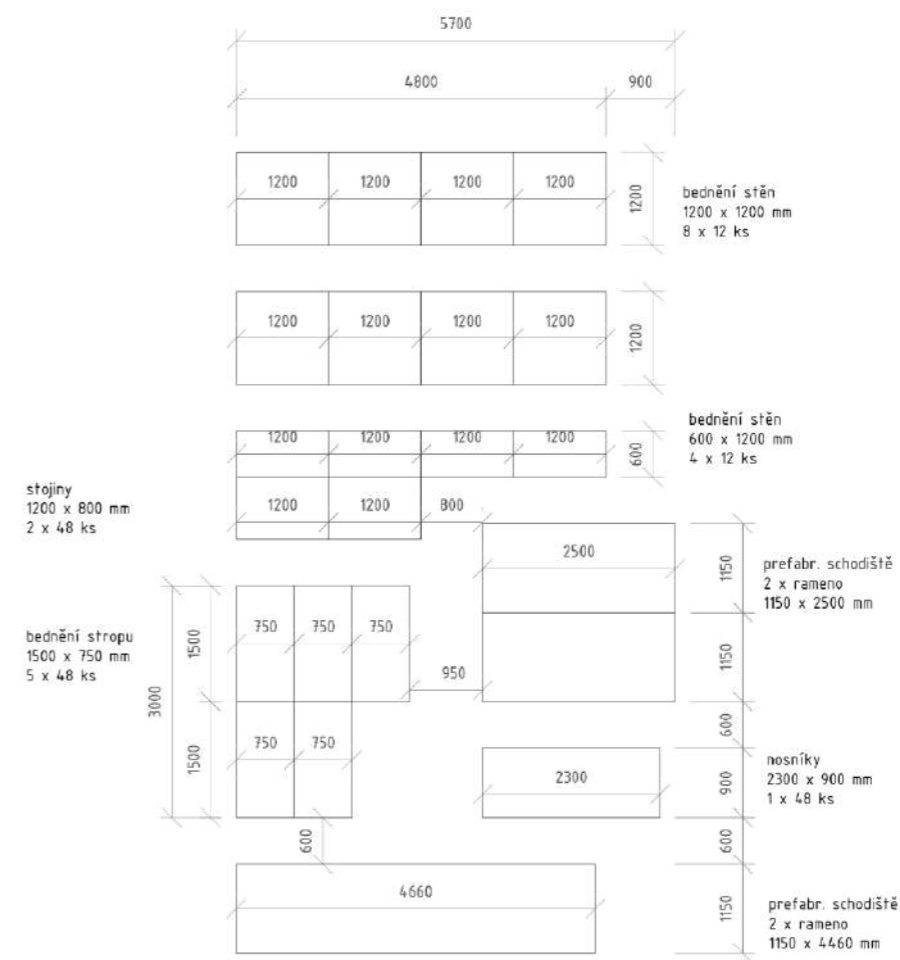 5700
4800
900
1200
1200
1200
1200
1200
bednění stěn
1200 x 1200 mm
8 x 12 ks
1200
1200
1200
1200
1200
bednění stěn
600 x 1200 mm
4 x 12 ks
1200
1200
1200
1200
600
stojiny
1200 x 800 mm
2 x 48 ks
1200
1200
800
2500
1150
prefabr. schodiště
2 x rameno
1150 x 2500 mm
bednění stropu
1500 x 750 mm
5 x 48 ks
3000
1500
750
750
750
950
1150
600
1500
750
750
2300
900
nosníky
2300 x 900 mm
1 x 48 ks
600
600
4660
1150
prefabr. schodiště
2 x rameno
1150 x 4460 mm